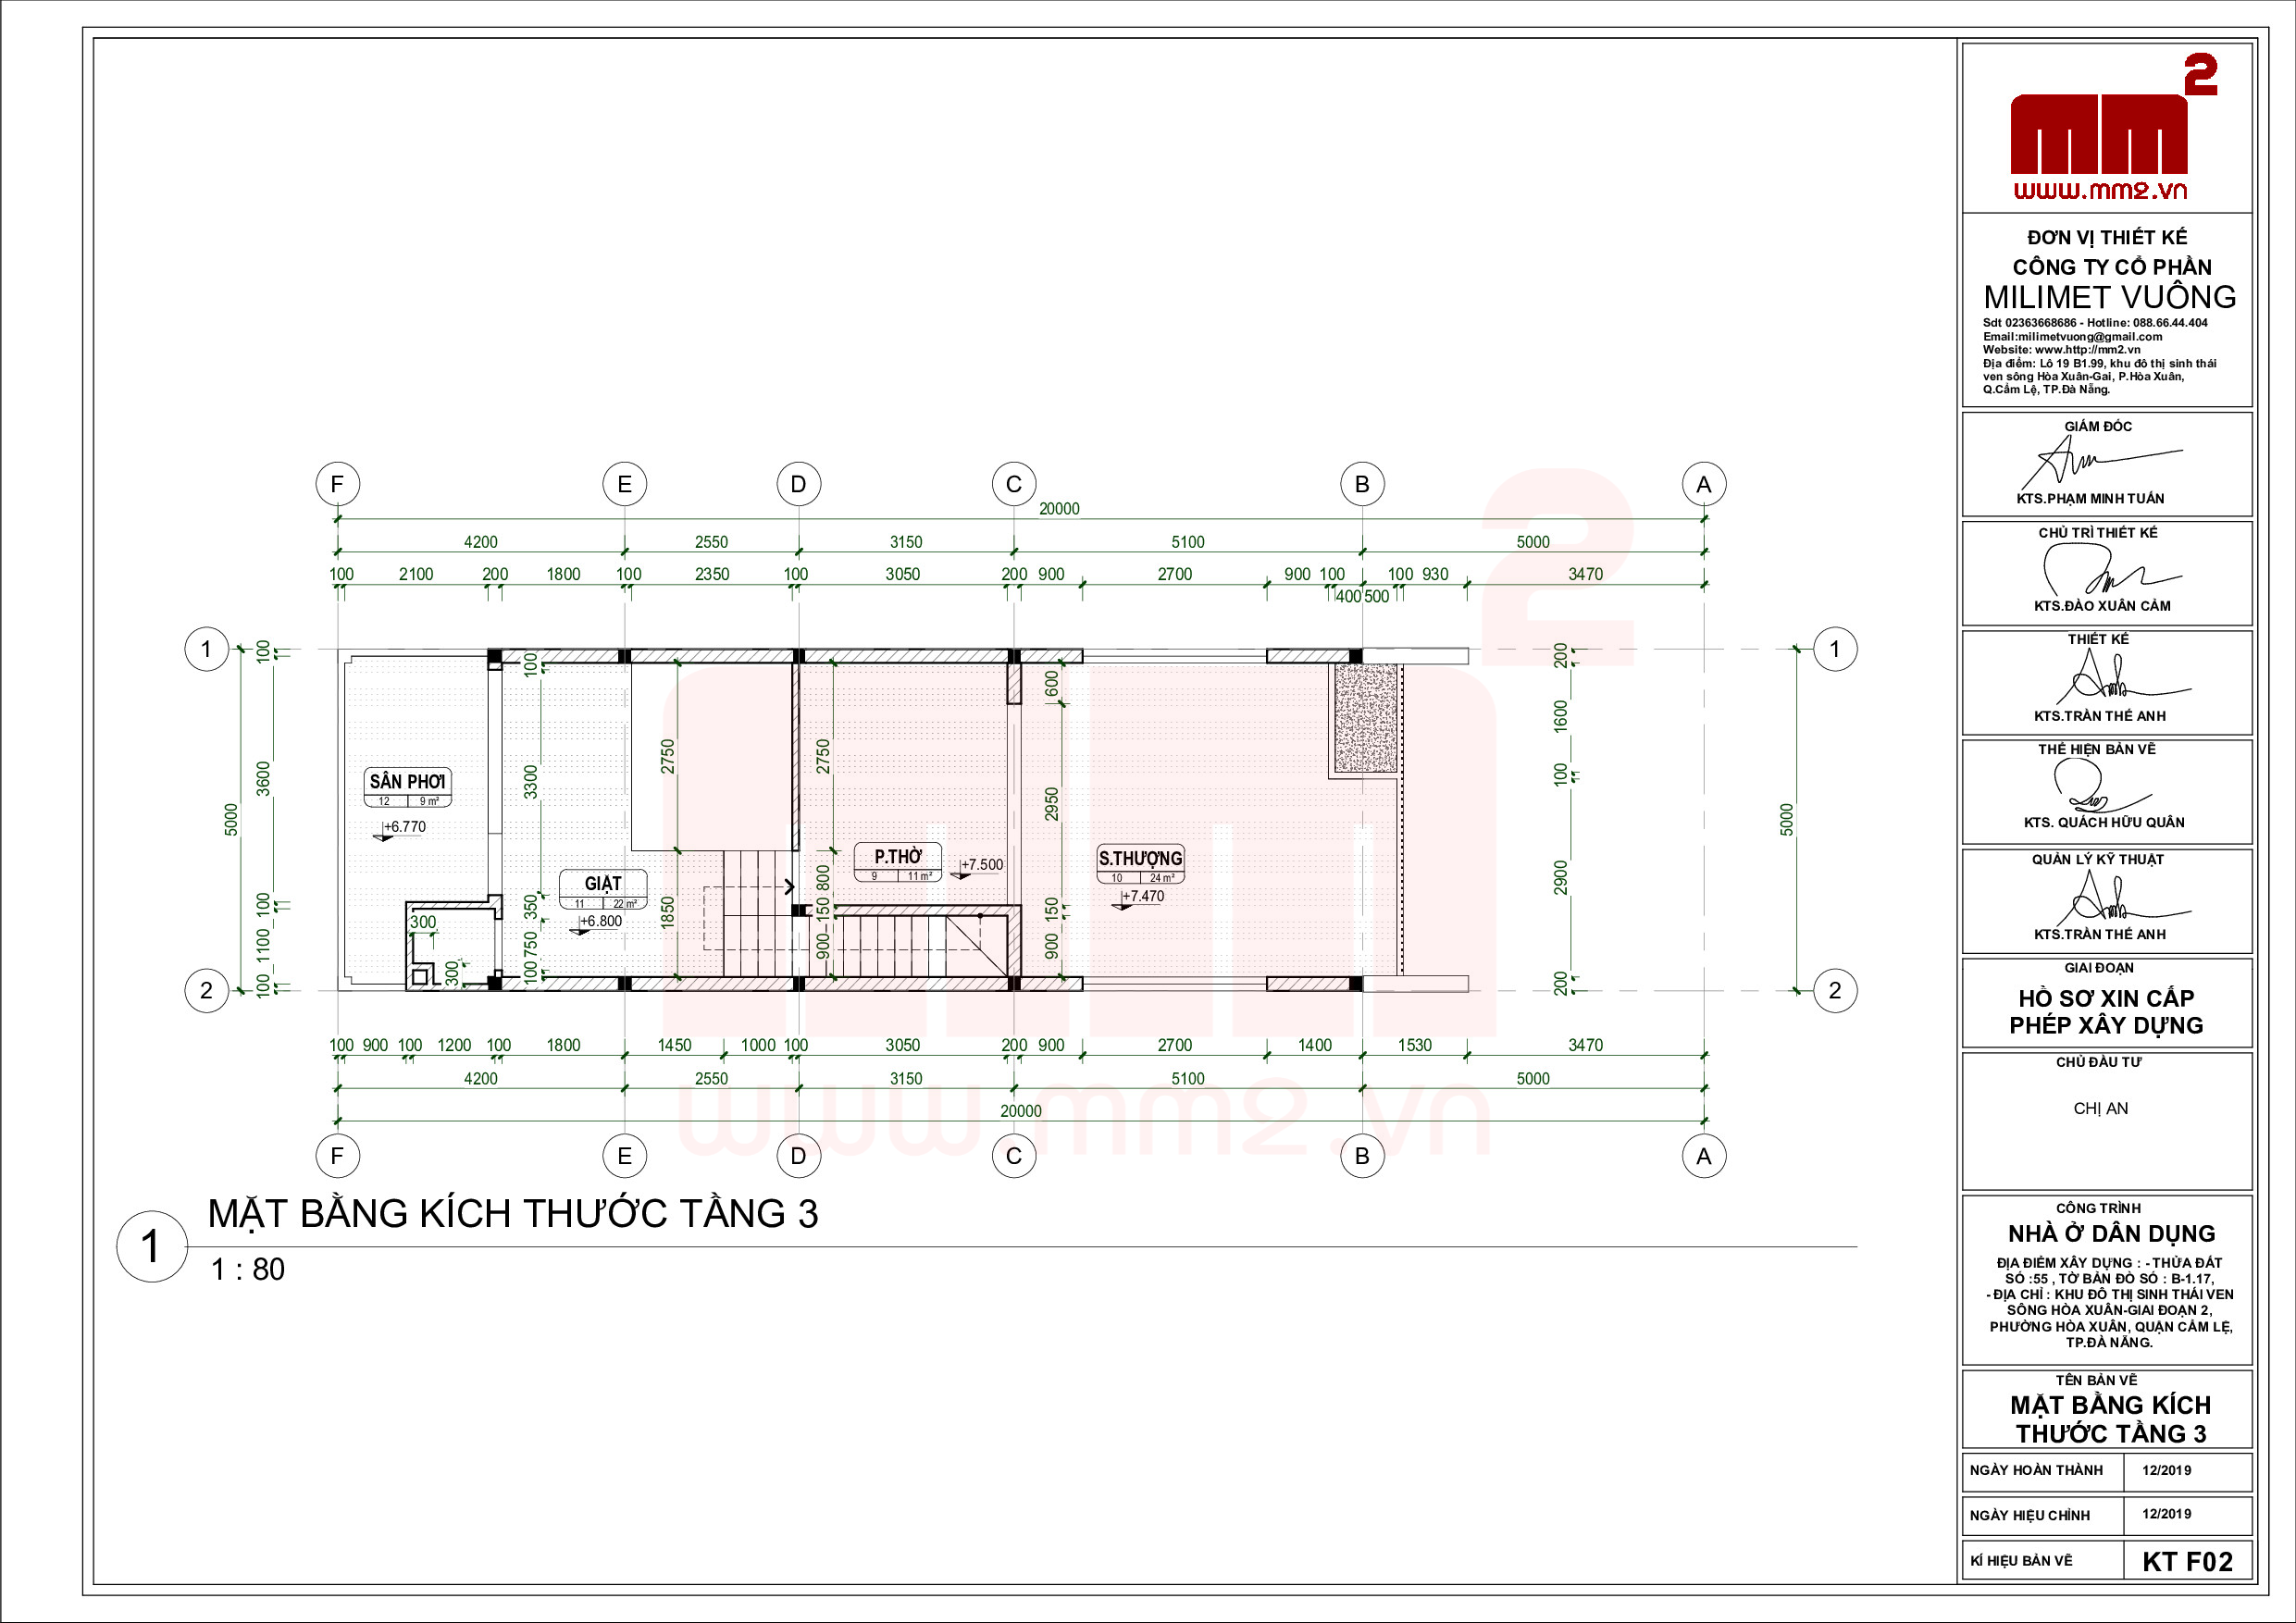 F E D C B A
20000
4200 2550 3150 5100 5000
100 2100 200 1800 100 2350 100 3050 200 900 2700 900 100 100 930 3470
400 500
1 1
100 100 200
600
1600
2750 2750
3600 3300 100
SÂN PHƠI
12 9 m²
+6.770
5000 2950 5000
P.THỜ
9 11 m²
+7.500
S.THƯỢNG
10 24 m²
+7.470
GIẶT
11 22 m²
+6.800
800 2900
100 350 1850 150 150
300
1100 750 900 900
300
100 100 200
2 2
100 900 100 1200 100 1800 1450 1000 100 3050 200 900 2700 1400 1530 3470
4200 2550 3150 5100 5000
20000
F E D C B A
1
MẶT BẰNG KÍCH THƯỚC TẦNG 3
1 : 80
www.mm2.vn
mm2
www.mm2.vn
ĐƠN VỊ THIẾT KẾ
CÔNG TY CỔ PHẦN
MILIMET VUÔNG
Sdt 02363668686 - Hotline: 088.66.44.404
Email:milimetvuong@gmail.com
Website: www.http://mm2.vn
Địa điểm: Lô 19 B1.99, khu đô thị sinh thái
ven sông Hòa Xuân-Gai, P.Hòa Xuân,
Q.Cẩm Lệ, TP.Đà Nẵng.
GIÁM ĐỐC
KTS.PHẠM MINH TUẤN
CHỦ TRÌ THIẾT KẾ
KTS.ĐÀO XUÂN CẢM
THIẾT KẾ
KTS.TRẦN THẾ ANH
THỂ HIỆN BẢN VẼ
KTS. QUÁCH HỮU QUÂN
QUẢN LÝ KỸ THUẬT
KTS.TRẦN THẾ ANH
GIAI ĐOẠN
HỒ SƠ XIN CẤP
PHÉP XÂY DỰNG
CHỦ ĐẦU TƯ
CHỊ AN
CÔNG TRÌNH
NHÀ Ở DÂN DỤNG
ĐỊA ĐIỂM XÂY DỰNG : - THỬA ĐẤT
SỐ :55 , TỜ BẢN ĐỒ SỐ : B-1.17,
- ĐỊA CHỈ : KHU ĐÔ THỊ SINH THÁI VEN
SÔNG HÒA XUÂN-GIAI ĐOẠN 2,
PHƯỜNG HÒA XUÂN, QUẬN CẨM LỆ,
TP.ĐÀ NẴNG.
TÊN BẢN VẼ
MẶT BẰNG KÍCH
THƯỚC TẦNG 3
NGÀY HOÀN THÀNH 12/2019
NGÀY HIỆU CHỈNH 12/2019
KÍ HIỆU BẢN VẼ KT F02